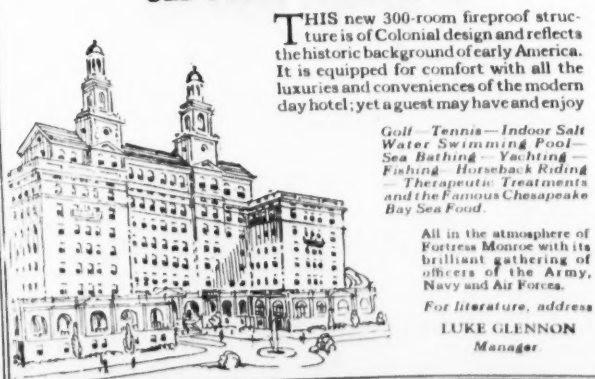 THIS new 300-room fireproof struc-
ture is of Colonial design and reflects
the historic background of early America.
It is equipped for comfort with all the
luxuries and conveniences of the modern
day hotel; yet a guest may have and enjoy
Golf—Tennis—Indoor Salt
Water Swimming Pool—
Sea Bathing—Yachting—
Fishing—Horseback Riding
—Therapeutic Treatments
and the Famous Chesapeake
Bay Sea Food.
All in the atmosphere of
Fortress Monroe with its
brilliant gathering of
officers of the Army,
Navy and Air Forces.
For literature, address
LUKE GLENNON
Manager